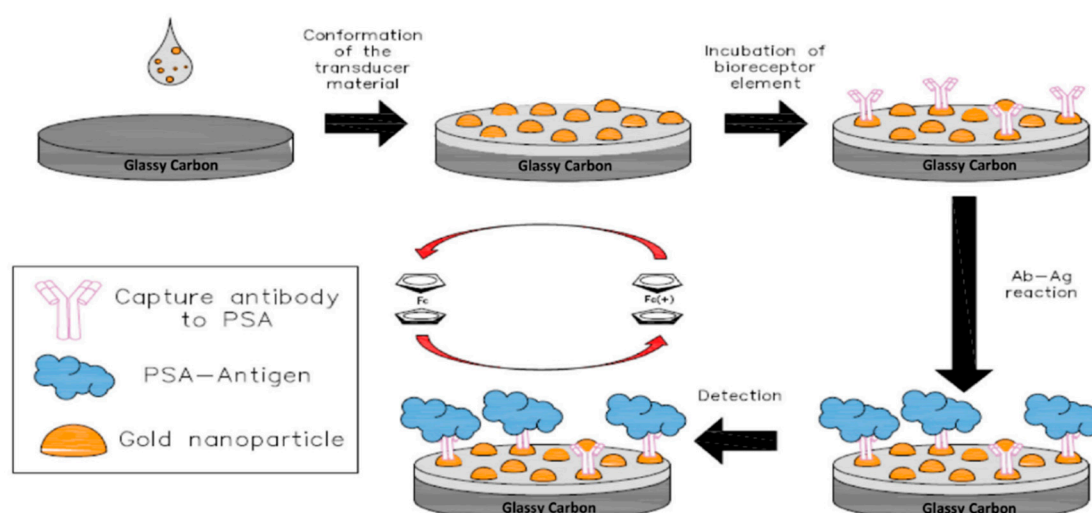 Conformation
of the
transducer
material
Incubation of
bioreceptor
element
Glassy Carbon
Glassy Carbon
Glassy Carbon
Ab-Ag
reaction
Fc
Fc(+)
Capture antibody
to PSA
PSA-Antigen
Gold nanoparticle
Detection
Glassy Carbon
Glassy Carbon